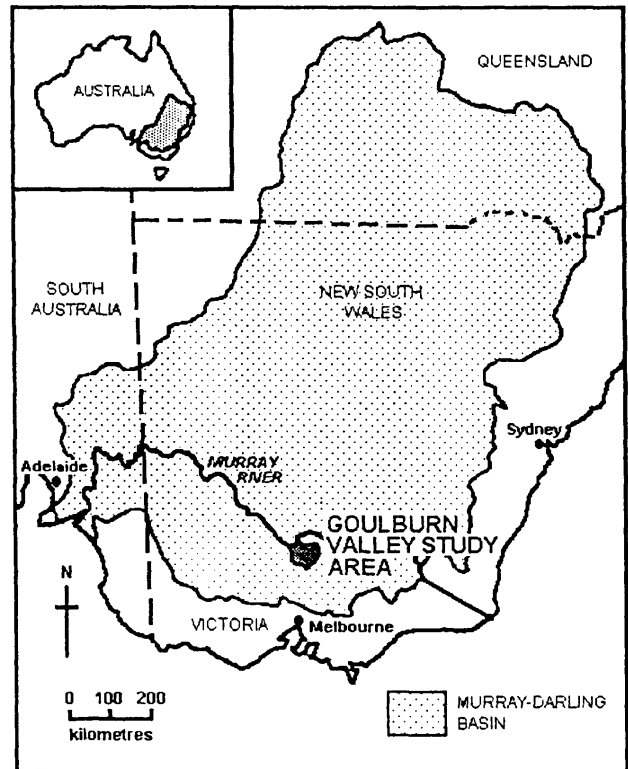 AUSTRALIA
QUEENSLAND
SOUTH
AUSTRALIA
NEW SOUTH
WALES
Sydney
Adelaide
MURRAY
RIVER
GOULBURN
VALLEY STUDY
AREA
N
VICTORIA
Melbourne
0 100 200
kilometres
MURRAY-DARLING
BASIN